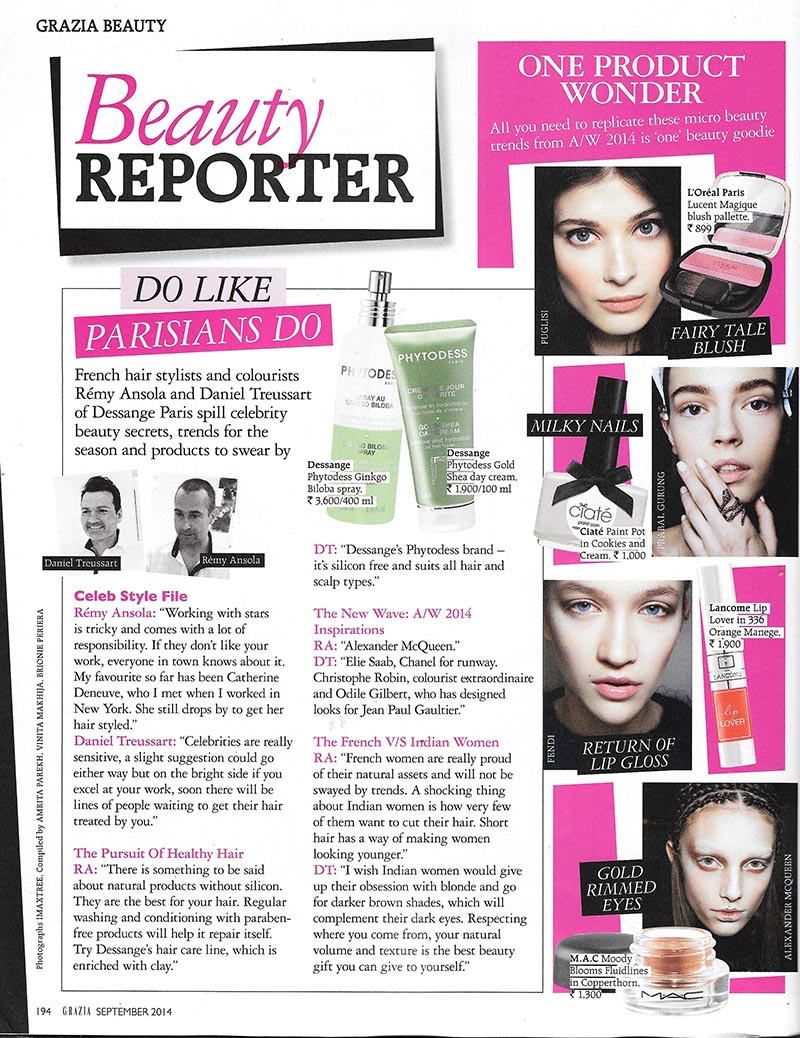 GRAZIA BEAUTY
Beauty
REPORTER
DO LIKE
PARISIANS DO
French hair stylists and colourists
Rémy Ansola and Daniel Treussart
of Dessange Paris spill celebrity
beauty secrets, trends for the
season and products to swear by
Daniel Treussart
Rémy Ansola
PHYTODESS
SPRAY AU
GINKGO BILOBA
SPRAY
PHYTODESS
PARIS
Dessange
Phytodess Ginkgo
Biloba spray.
₹ 3,600/400 ml
Dessange
Phytodess Gold
Shea day cream.
₹ 1,900/100 ml
Celeb Style File
Rémy Ansola: “Working with stars
is tricky and comes with a lot of
responsibility. If they don't like your
work, everyone in town knows about it.
My favourite so far has been Catherine
Deneuve, who I met when I worked in
New York. She still drops by to get her
hair styled.”
Daniel Treussart: “Celebrities are really
sensitive, a slight suggestion could go
either way but on the bright side if you
excel at your work, soon there will be
lines of people waiting to get their hair
treated by you.”
The Pursuit Of Healthy Hair
RA: “There is something to be said
about natural products without silicon.
They are the best for your hair. Regular
washing and conditioning with paraben-
free products will help it repair itself.
Try Dessange's hair care line, which is
enriched with clay.”
DT: “Dessange's Phytodess brand –
it's silicon free and suits all hair and
scalp types.”
The New Wave: A/W 2014
Inspirations
RA: “Alexander McQueen.”
DT: “Elie Saab, Chanel for runway.
Christophe Robin, colourist extraordinaire
and Odile Gilbert, who has designed
looks for Jean Paul Gaultier.”
The French V/S Indian Women
RA: “French women are really proud
of their natural assets and will not be
swayed by trends. A shocking thing
about Indian women is how very few
of them want to cut their hair. Short
hair has a way of making women
looking younger.”
DT: “I wish Indian women would give
up their obsession with blonde and go
for darker brown shades, which will
complement their dark eyes. Respecting
where you come from, your natural
volume and texture is the best beauty
gift you can give to yourself.”
ONE PRODUCT
WONDER
All you need to replicate these micro beauty
trends from A/W 2014 is ‘one’ beauty goodie
L'Oréal Paris
Lucent Magique
blush pallette.
₹ 899
PUGLISI
FAIRY TALE
BLUSH
MILKY NAILS
PRABAL GURUNG
Ciaté
Ciaté Paint Pot
in Cookies and
Cream. ₹ 1,000
Lancome Lip
Lover in 336
Orange Manege.
₹ 1,900
LANCOME
lip
LOVER
FENDI
RETURN OF
LIP GLOSS
GOLD
RIMMED
EYES
ALEXANDER MCQUEEN
M.A.C Moody
Blooms Fluidlines
in Copperthorn.
₹ 1,300
MAC
Photographs IMAXTREE. Compiled by AMRITA PAREKH, VINITA MAKHIJA, BRIONIE PERIERA
194 GRAZIA SEPTEMBER 2014